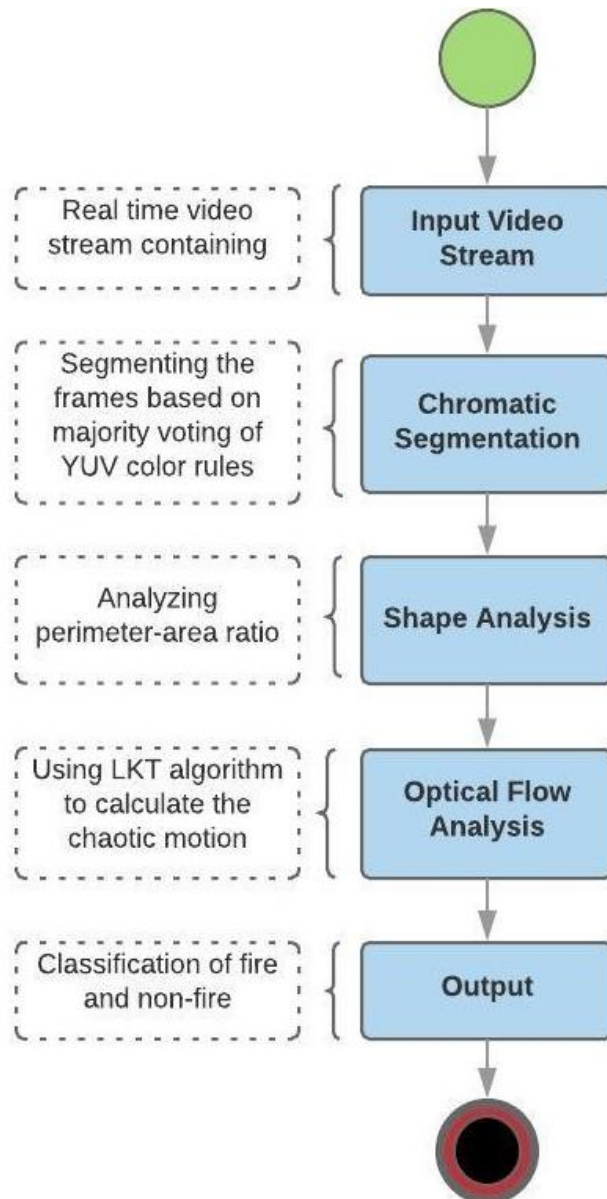 Real time video
stream containing
Input Video
Stream
Segmenting the
frames based on
majority voting of
YUV color rules
Chromatic
Segmentation
Analyzing
perimeter-area ratio
Shape Analysis
Using LKT algorithm
to calculate the
chaotic motion
Optical Flow
Analysis
Classification of fire
and non-fire
Output